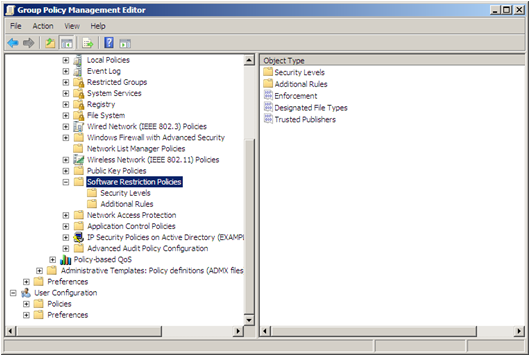 Group Policy Management Editor
File Action View Help
Local Policies
Event Log
Restricted Groups
System Services
Registry
File System
Wired Network (IEEE 802.3) Policies
Windows Firewall with Advanced Security
Network List Manager Policies
Wireless Network (IEEE 802.11) Policies
Public Key Policies
Software Restriction Policies
Security Levels
Additional Rules
Network Access Protection
Application Control Policies
IP Security Policies on Active Directory (EXAMPL
Advanced Audit Policy Configuration
Policy-based QoS
Administrative Templates: Policy definitions (ADMX files
Preferences
User Configuration
Policies
Preferences
Object Type
Security Levels
Additional Rules
Enforcement
Designated File Types
Trusted Publishers